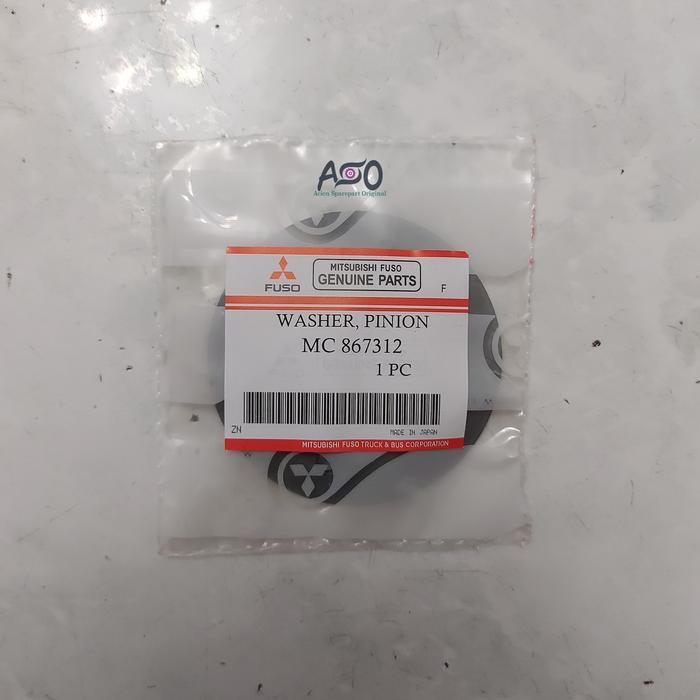 ASO
Arion Sparepart Original
FUSO
MITSUBISHI FUSO
GENUINE PARTS
F
WASHER, PINION
MC 867312
1 PC
ZN
MADE IN JAPAN
MITSUBISHI FUSO TRUCK & BUS CORPORATION